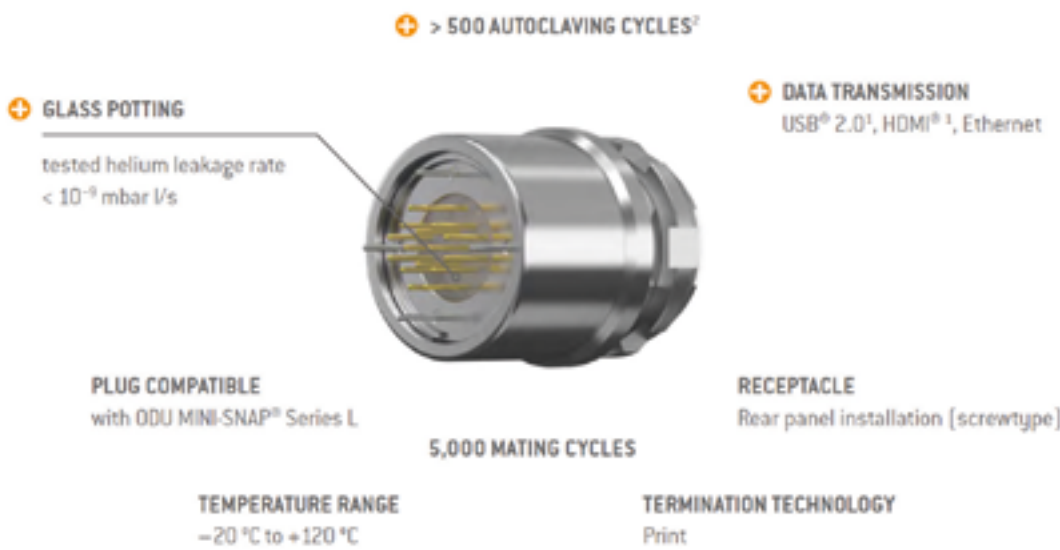 > 500 AUTOCLAVING CYCLES²
GLASS POTTING
tested helium leakage rate
< 10⁻⁹ mbar l/s
DATA TRANSMISSION
USB® 2.0¹, HDMI® ¹, Ethernet
PLUG COMPATIBLE
with ODU MINI-SNAP® Series L
RECEPTACLE
Rear panel installation (screwtype)
5,000 MATING CYCLES
TEMPERATURE RANGE
–20 °C to +120 °C
TERMINATION TECHNOLOGY
Print